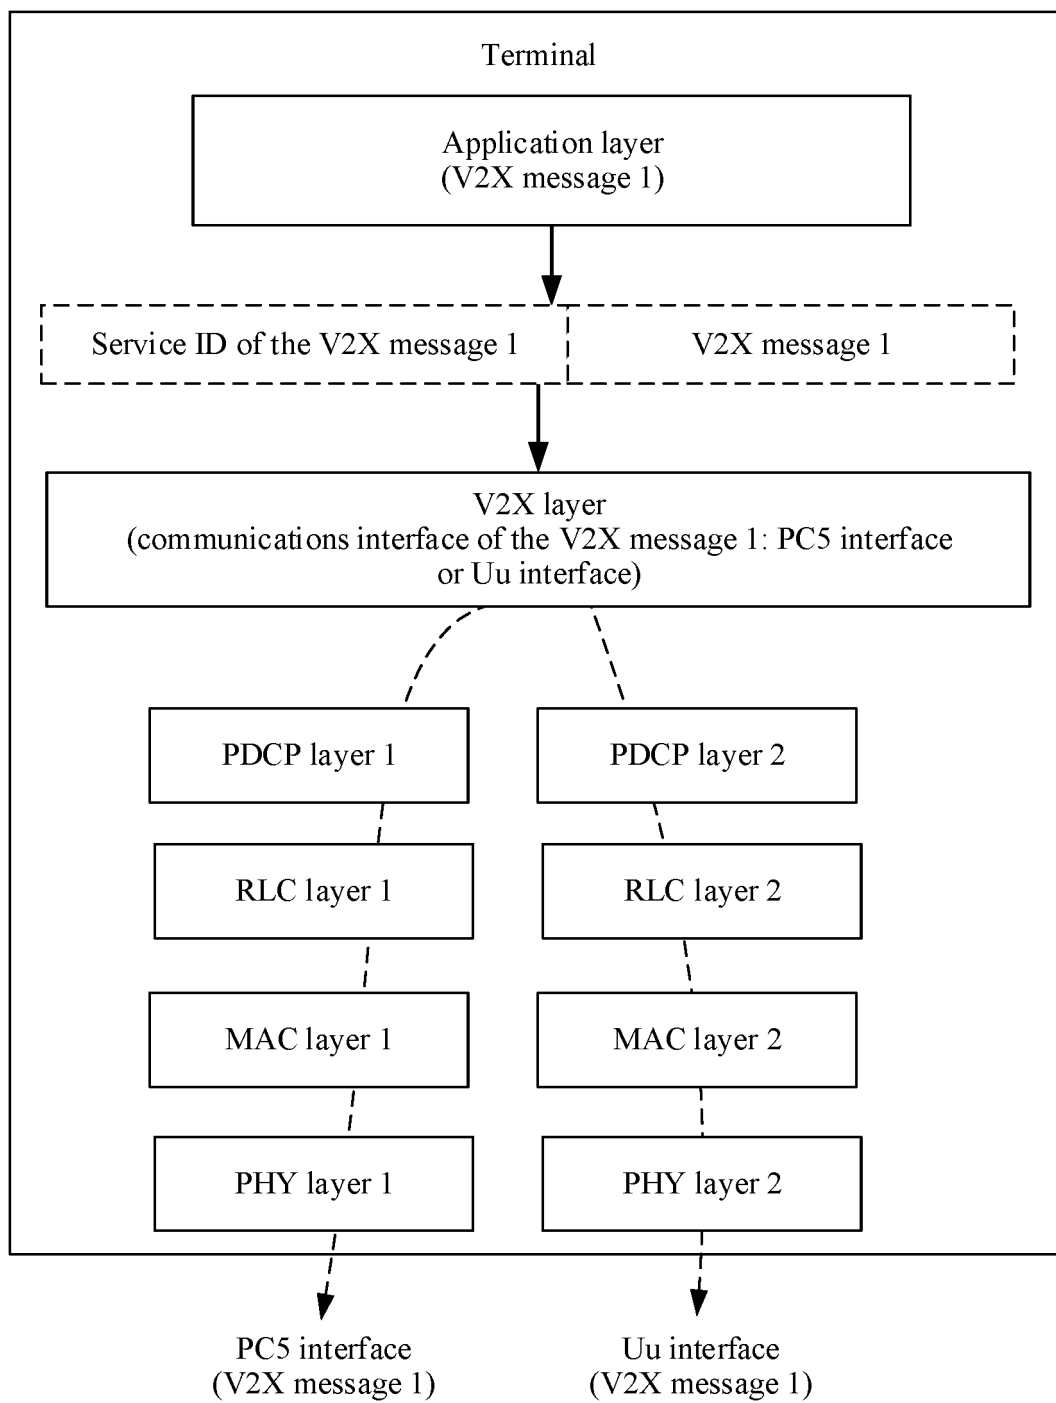 Terminal
Application layer
(V2X message 1)
Service ID of the V2X message 1
V2X message 1
V2X layer
(communications interface of the V2X message 1: PC5 interface
or Uu interface)
PDCP layer 1
PDCP layer 2
RLC layer 1
RLC layer 2
MAC layer 1
MAC layer 2
PHY layer 1
PHY layer 2
PC5 interface
(V2X message 1)
Uu interface
(V2X message 1)